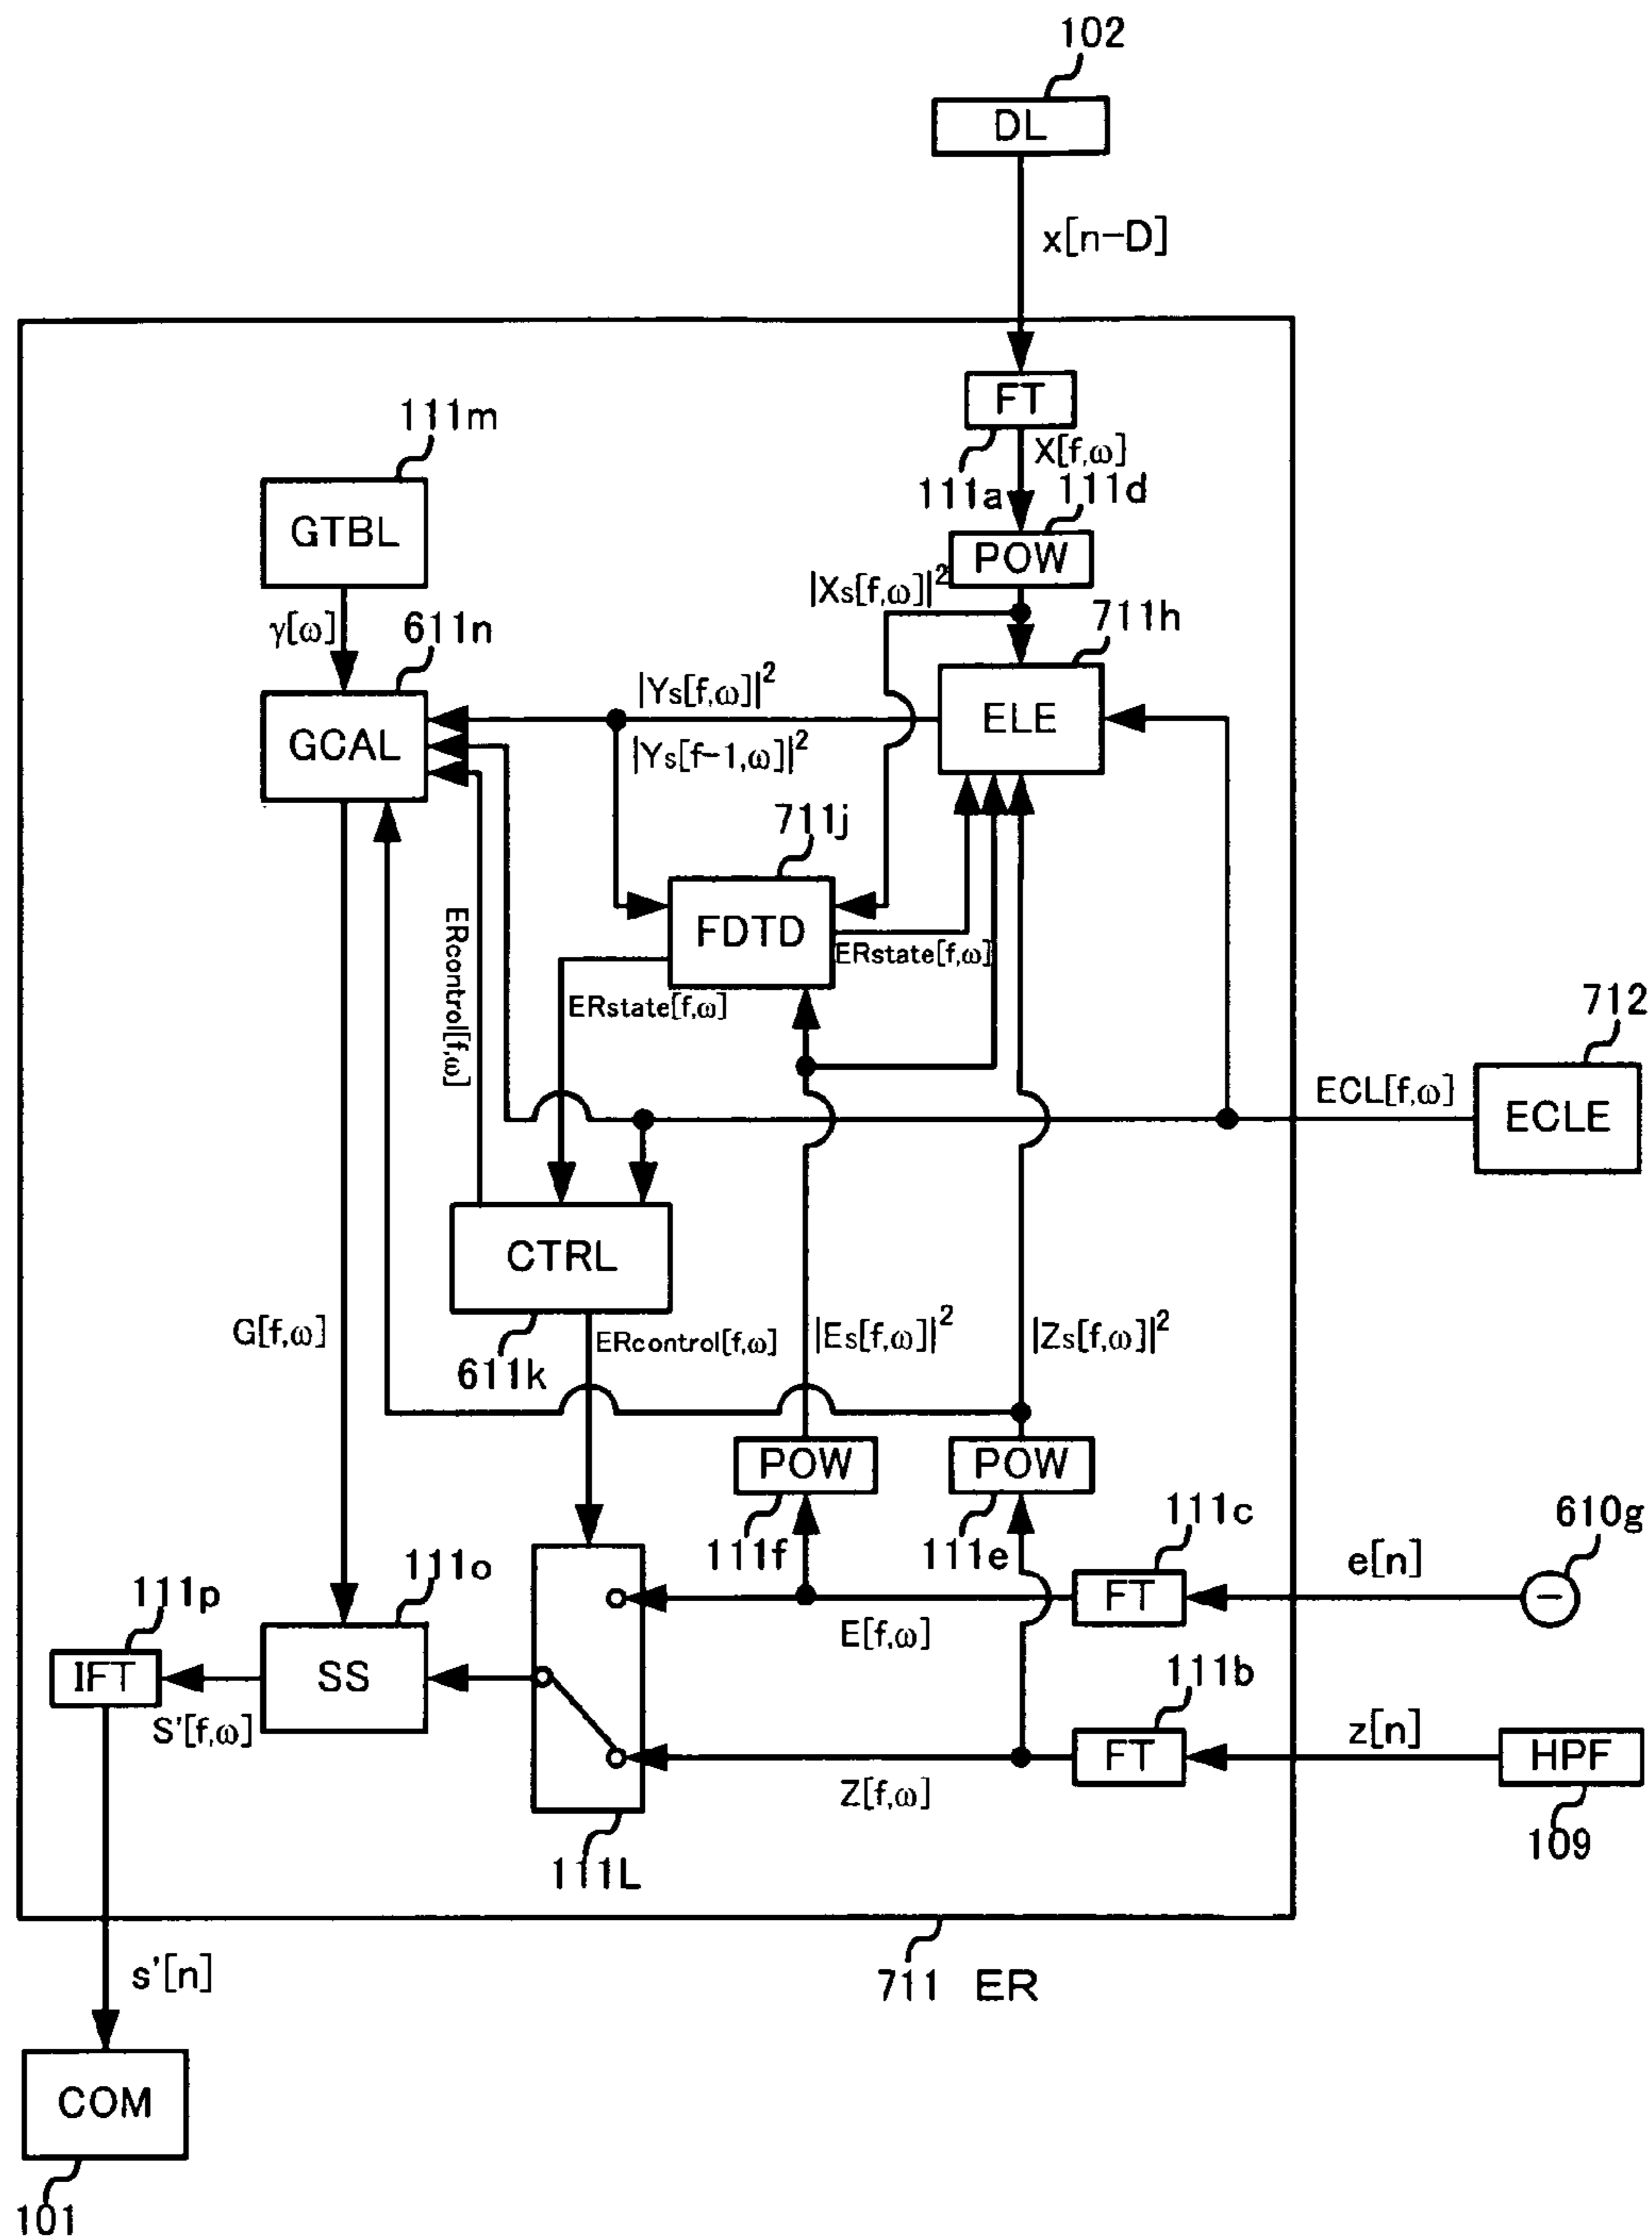 102
DL
x[n-D]
FT
111m
X[f,ω]
111a
111d
GTBL
POW
|Xs[f,ω]|²
γ[ω]
611n
711h
|Ys[f,ω]|²
ELE
GCAL
|Ys[f-1,ω]|²
711j
ERcontrol[f,ω]
FDTD
ERstate[f,ω]
ERstate[f,ω]
712
ECL[f,ω]
ECLE
CTRL
G[f,ω]
ERcontrol[f,ω]
|Es[f,ω]|²
|Zs[f,ω]|²
611k
POW
POW
111c
610g
111f
111e
111o
e[n]
111p
FT
−
E[f,ω]
IFT
SS
111b
S'[f,ω]
z[n]
FT
HPF
Z[f,ω]
109
111L
s'[n]
711 ER
COM
101